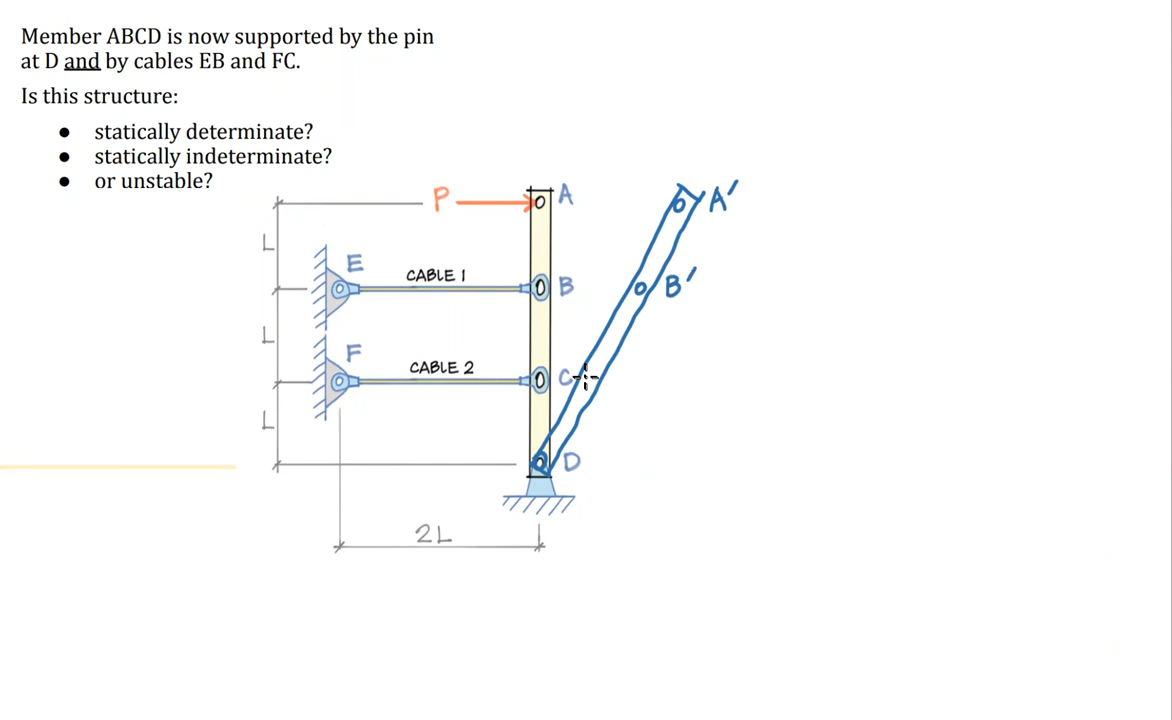 Member ABCD is now supported by the pin
at D and by cables EB and FC.
Is this structure:
● statically determinate?
● statically indeterminate?
● or unstable?
P
A
A'
L
E
CABLE 1
B
B'
L
F
CABLE 2
C
L
D
2L